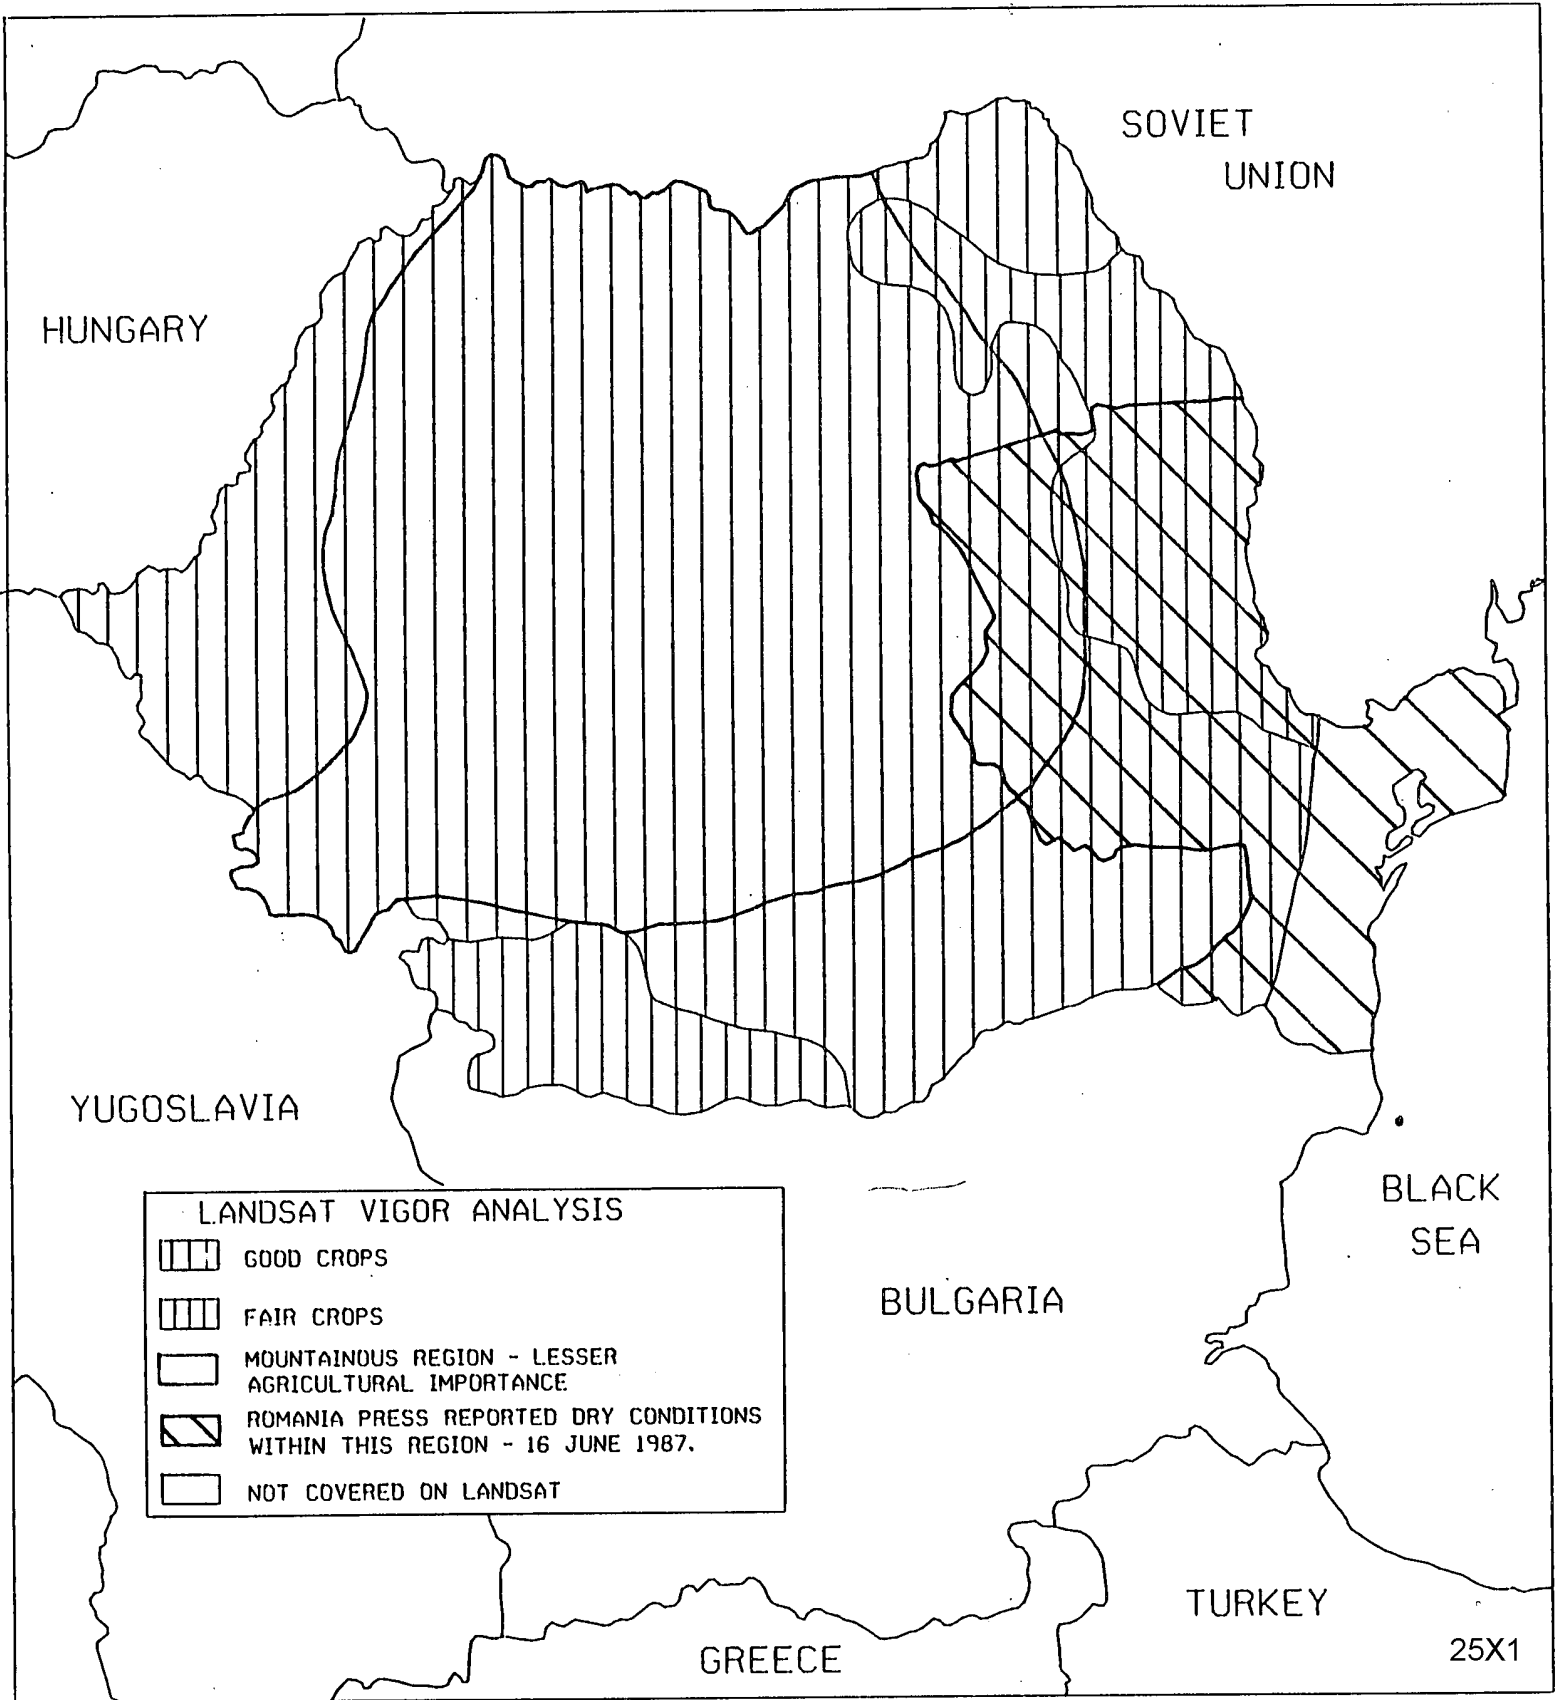 SOVIET
UNION
HUNGARY
YUGOSLAVIA
BLACK
SEA
LANDSAT VIGOR ANALYSIS
GOOD CROPS
FAIR CROPS
MOUNTAINOUS REGION - LESSER
AGRICULTURAL IMPORTANCE
ROMANIA PRESS REPORTED DRY CONDITIONS
WITHIN THIS REGION - 16 JUNE 1987.
NOT COVERED ON LANDSAT
BULGARIA
TURKEY
GREECE
25X1